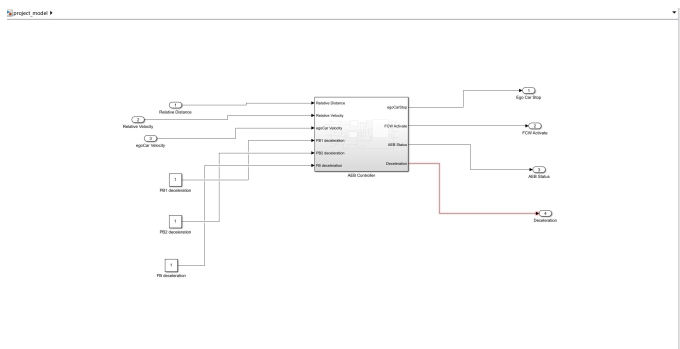 project_model
1
Relative Distance
2
Relative Velocity
3
egoCar Velocity
1
PB1 deceleration
1
PB2 deceleration
1
FB deceleration
Relative Distance
Relative Velocity
egoCar Velocity
PB1 deceleration
PB2 deceleration
FB deceleration
egoCarStop
FCW Activate
AEB Status
Deceleration
AEB Controller
1
Ego Car Stop
2
FCW Activate
3
AEB Status
4
Deceleration